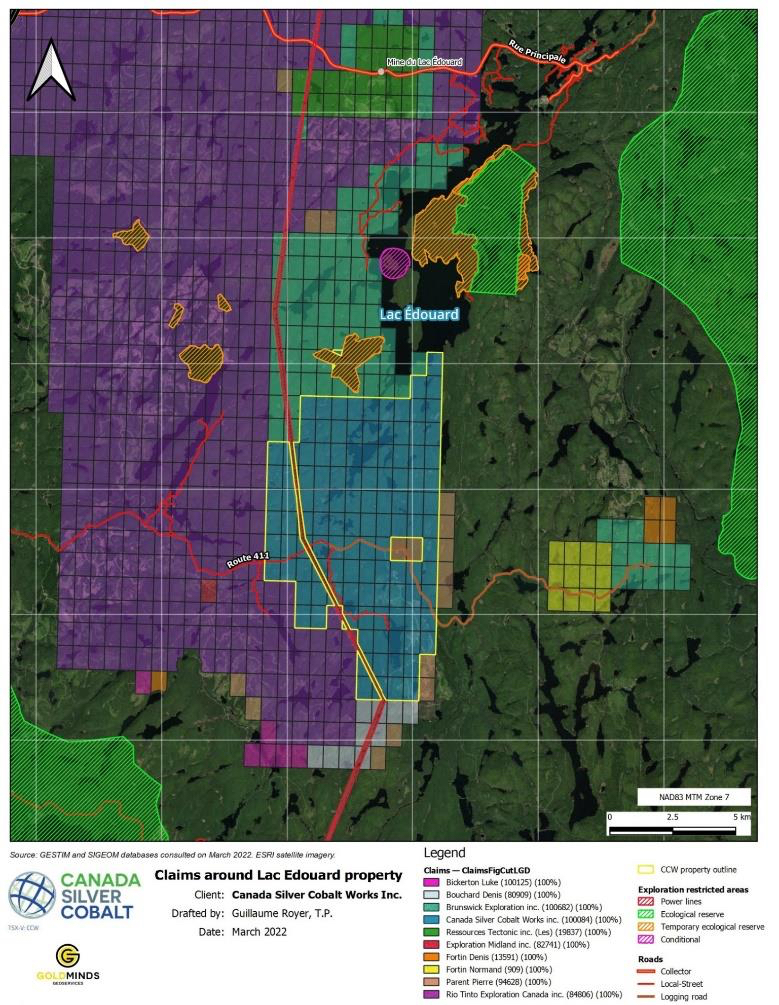 Rue Principale
Mine du Lac Édouard
Lac Édouard
Route 411
NAD83 MTM Zone 7
0 2.5 5 km
Source: GESTIM and SIGEOM databases consulted on March 2022. ESRI satellite imagery.
CANADA
SILVER
COBALT
TSX-V: CCW
GOLDMINDS
GEOSERVICES
Claims around Lac Edouard property
Client: Canada Silver Cobalt Works Inc.
Drafted by: Guillaume Royer, T.P.
Date: March 2022
Legend
Claims — ClaimsFigCutLGD
Bickerton Luke (100125) (100%)
Bouchard Denis (80909) (100%)
Brunswick Exploration inc. (100682) (100%)
Canada Silver Cobalt Works inc. (100084) (100%)
Ressources Tectonic inc. (Les) (19837) (100%)
Exploration Midland inc. (82741) (100%)
Fortin Denis (13591) (100%)
Fortin Normand (909) (100%)
Parent Pierre (94628) (100%)
Rio Tinto Exploration Canada inc. (84806) (100%)
CCW property outline
Exploration restricted areas
Power lines
Ecological reserve
Temporary ecological reserve
Conditional
Roads
Collector
Local-Street
Logging road